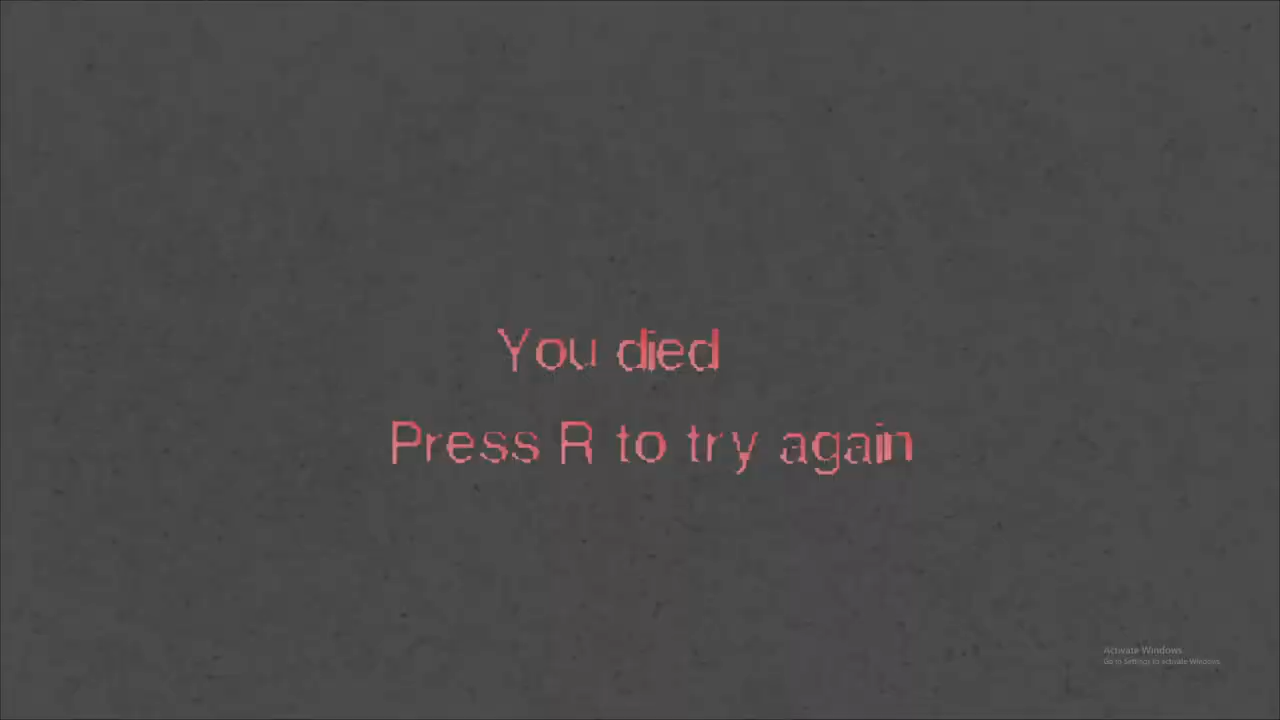 You died
Press R to try again
Activate Windows
Go to Settings to activate Windows.